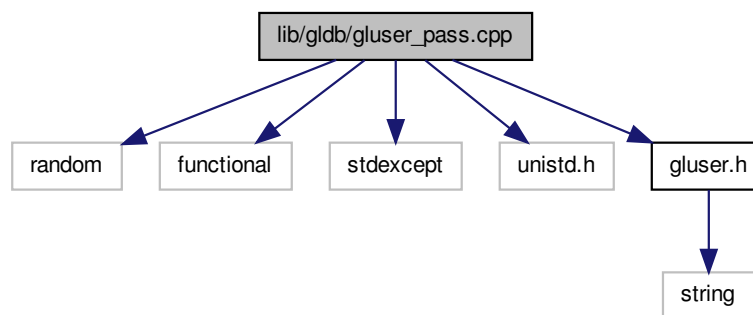 lib/gldb/gluser_pass.cpp
random
functional
stdexcept
unistd.h
gluser.h
string